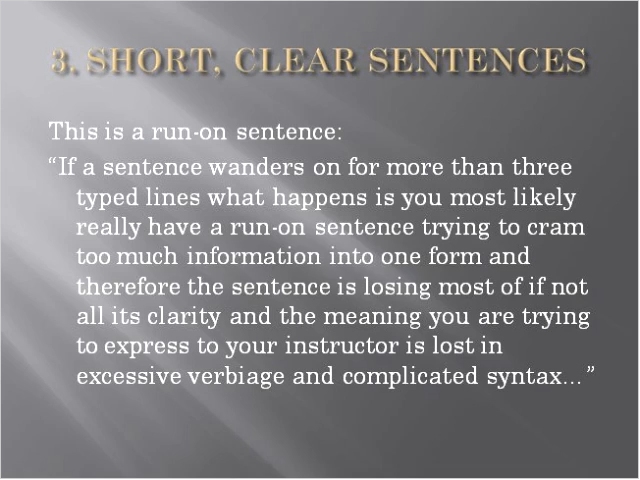 3. SHORT, CLEAR SENTENCES
This is a run-on sentence:
“If a sentence wanders on for more than three
typed lines what happens is you most likely
really have a run-on sentence trying to cram
too much information into one form and
therefore the sentence is losing most of if not
all its clarity and the meaning you are trying
to express to your instructor is lost in
excessive verbiage and complicated syntax...”